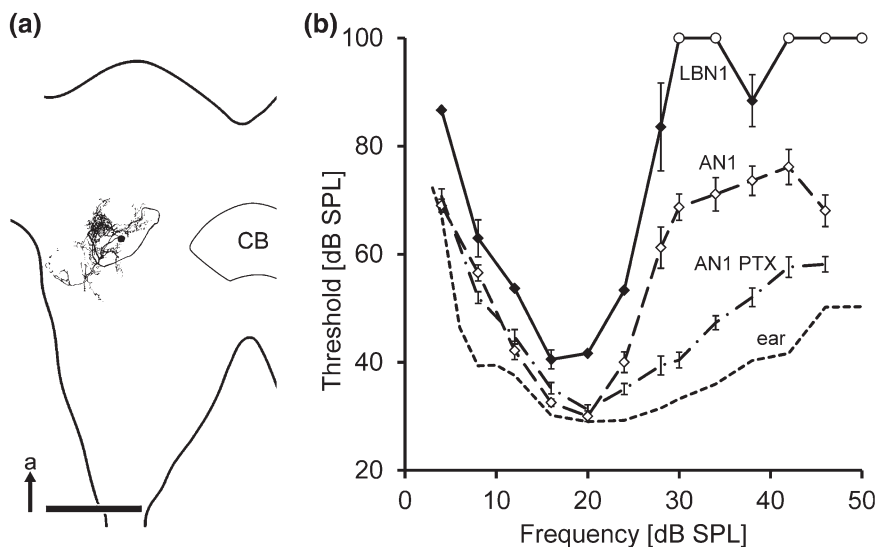 (a)
CB
a
(b)
100
80
60
40
20
Threshold [dB SPL]
LBN1
AN1
AN1 PTX
ear
0 10 20 30 40 50
Frequency [dB SPL]